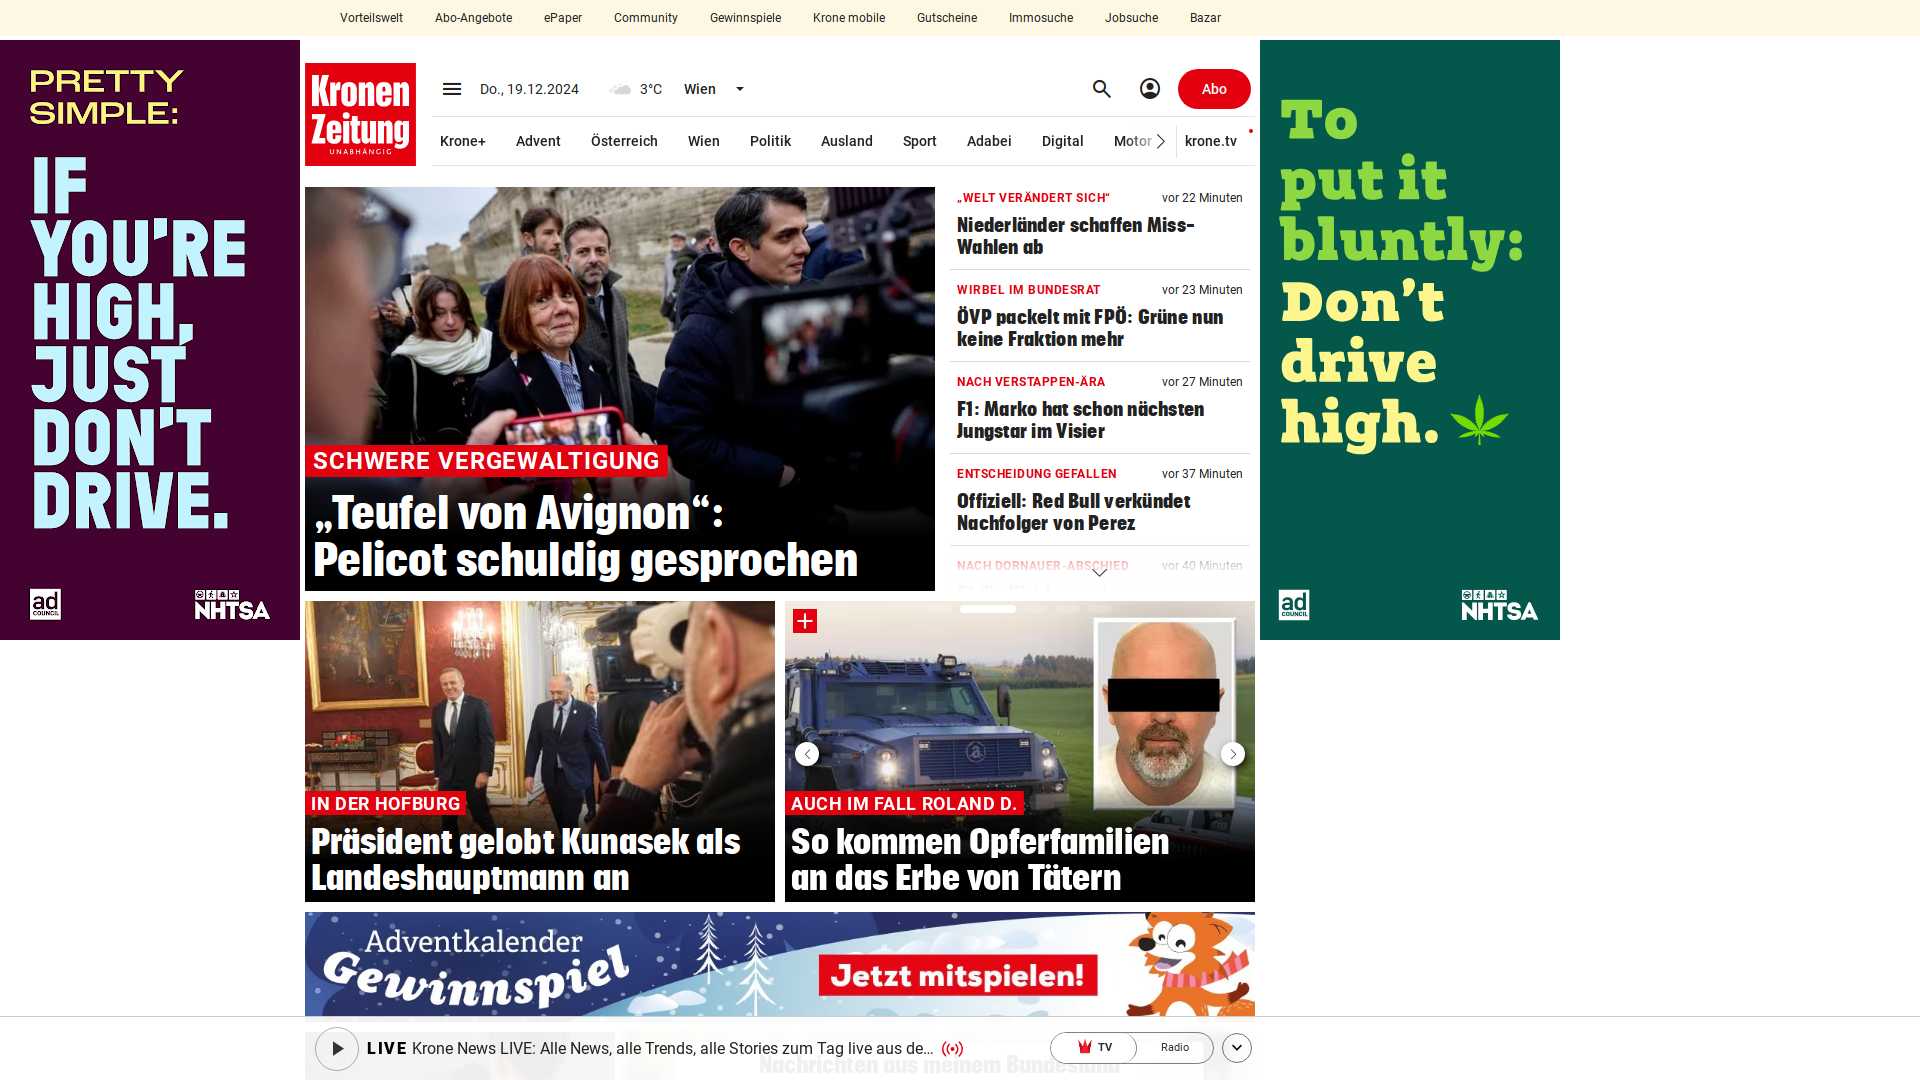 Vorteilswelt Abo-Angebote ePaper Community Gewinnspiele Krone mobile Gutscheine Immosuche Jobsuche Bazar
PRETTY
SIMPLE:
IF
YOU'RE
HIGH,
JUST
DON'T
DRIVE.
ad
COUNCIL
NHTSA
Kronen
Zeitung
UNABHÄNGIG
Do., 19.12.2024 3°C Wien
Abo
Krone+ Advent Österreich Wien Politik Ausland Sport Adabei Digital Motor krone.tv
SCHWERE VERGEWALTIGUNG
„Teufel von Avignon“:
Pelicot schuldig gesprochen
„WELT VERÄNDERT SICH“ vor 22 Minuten
Niederländer schaffen Miss-
Wahlen ab
WIRBEL IM BUNDESRAT vor 23 Minuten
ÖVP packelt mit FPÖ: Grüne nun
keine Fraktion mehr
NACH VERSTAPPEN-ÄRA vor 27 Minuten
F1: Marko hat schon nächsten
Jungstar im Visier
ENTSCHEIDUNG GEFALLEN vor 37 Minuten
Offiziell: Red Bull verkündet
Nachfolger von Perez
NACH DORNAUER-ABSCHIED vor 40 Minuten
To
put it
bluntly:
Don't
drive
high.
ad
COUNCIL
NHTSA
IN DER HOFBURG
Präsident gelobt Kunasek als
Landeshauptmann an
AUCH IM FALL ROLAND D.
So kommen Opferfamilien
an das Erbe von Tätern
Adventkalender
Gewinnspiel
Jetzt mitspielen!
LIVE Krone News LIVE: Alle News, alle Trends, alle Stories zum Tag live aus de...
TV Radio
Nachrichten aus meinem Bundesland